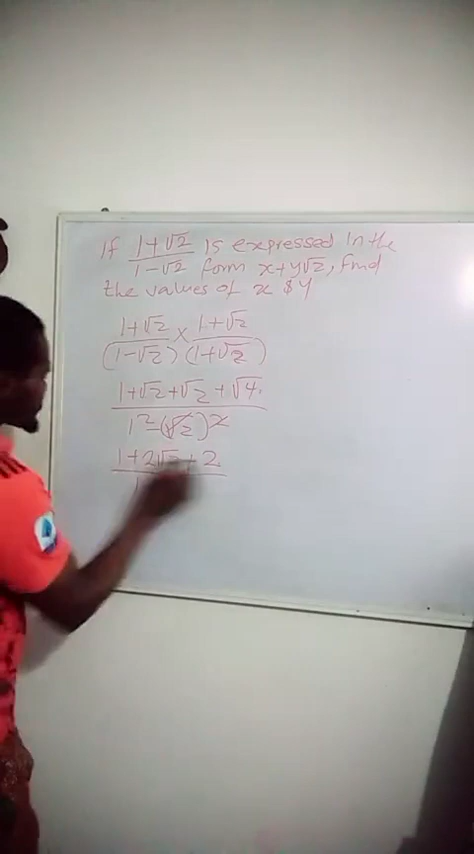 If 1+√2 / 1-√2 is expressed in the
form x+y√2, find
the values of x & y
1+√2 / (1-√2) × 1+√2 / (1+√2)
1+√2+√2+√4 / 1²-(√2)²
1+2√2+2